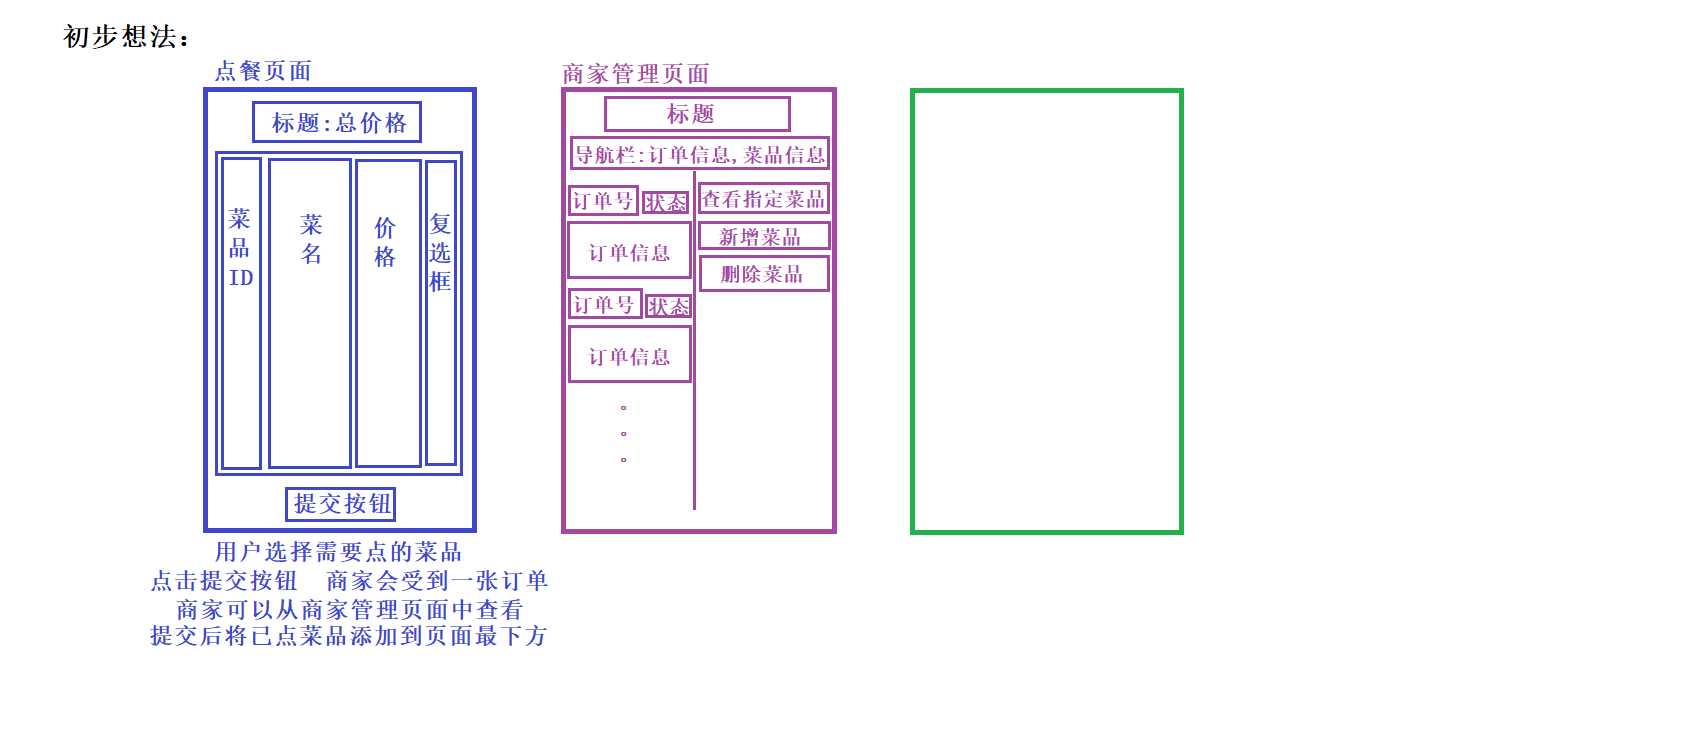 初步想法:
点餐页面
标题:总价格
菜品ID
菜名
价格
复选框
提交按钮
用户选择需要点的菜品
点击提交按钮 商家会受到一张订单
商家可以从商家管理页面中查看
提交后将已点菜品添加到页面最下方
商家管理页面
标题
导航栏:订单信息,菜品信息
订单号 状态
订单信息
订单号 状态
订单信息
。
。
。
查看指定菜品
新增菜品
删除菜品